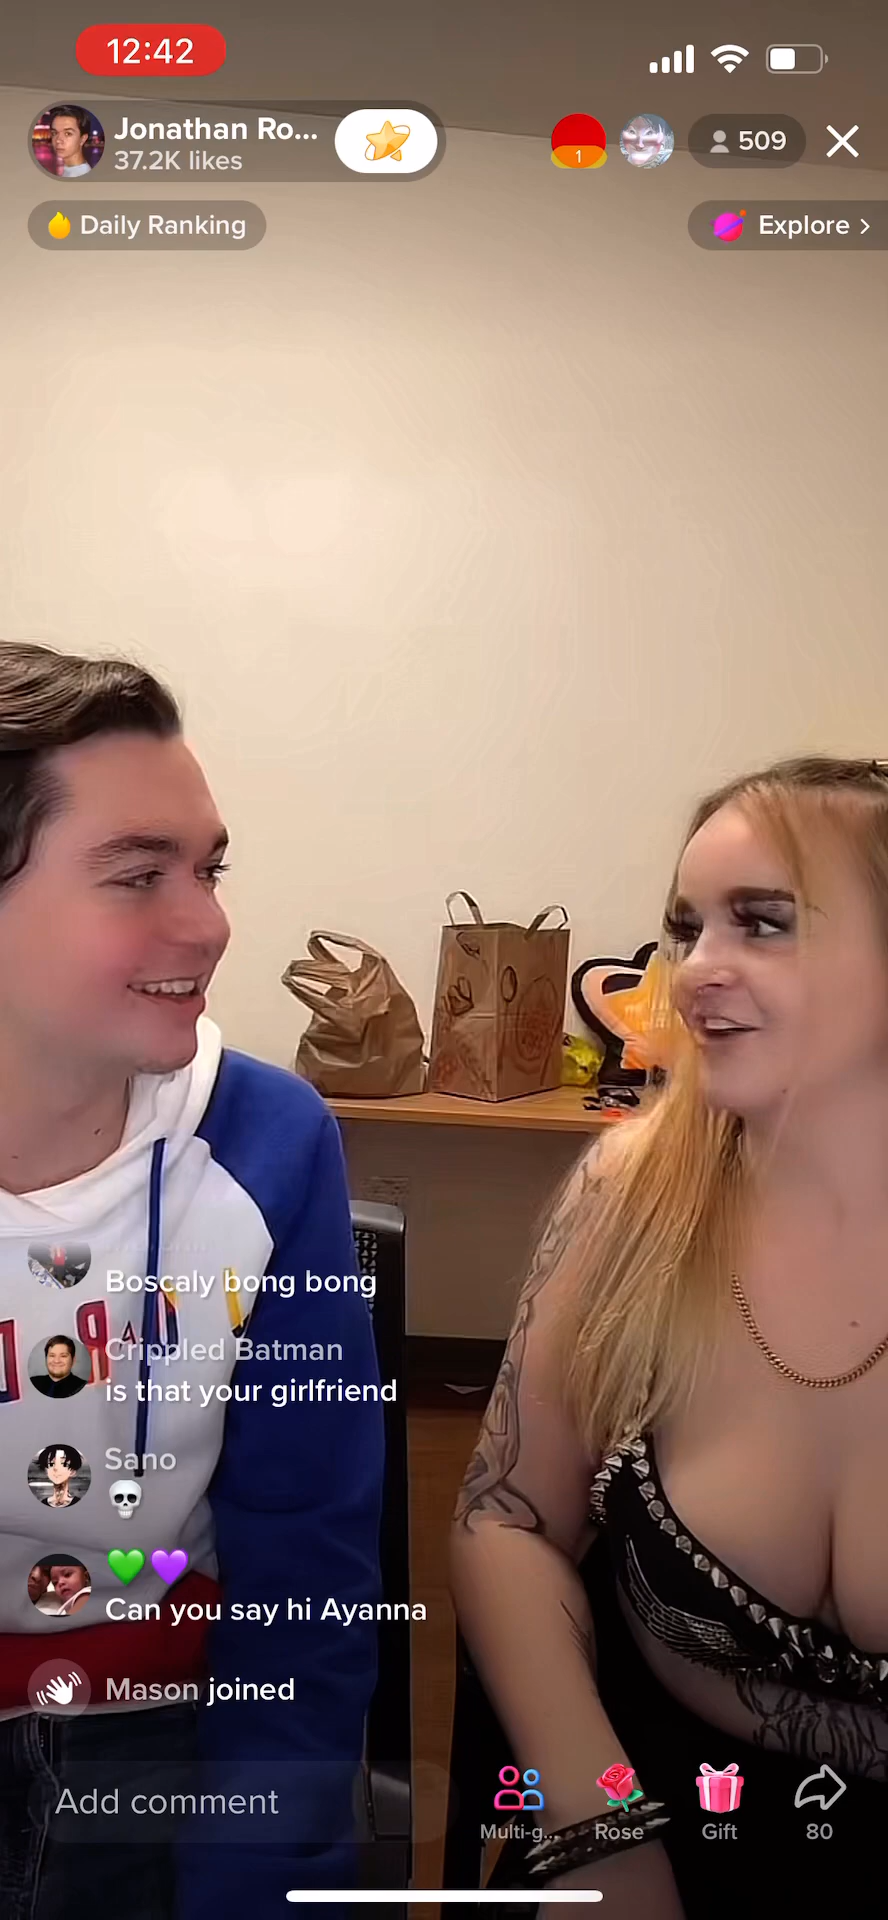 12:42
Jonathan Ro...
37.2K likes
1
509
Daily Ranking
Explore >
Boscaly bong bong
Crippled Batman
is that your girlfriend
Sano
💀
💚💜
Can you say hi Ayanna
Mason joined
Add comment
Multi-g...
Rose
Gift
80